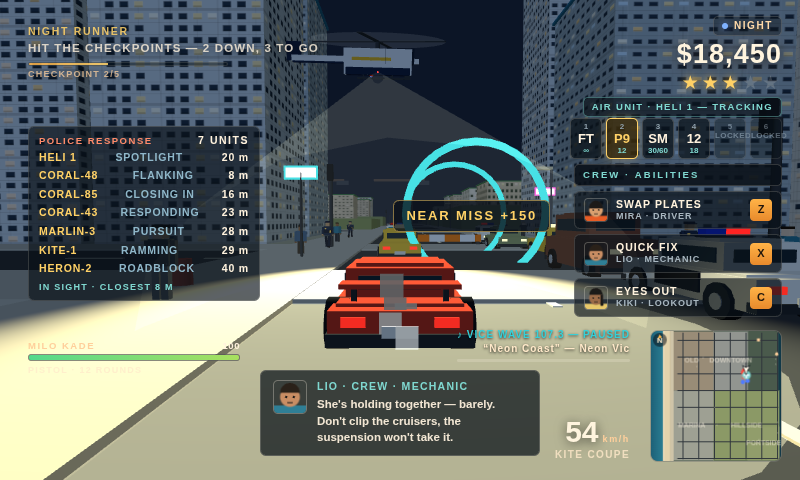 NIGHT RUNNER
HIT THE CHECKPOINTS — 2 DOWN, 3 TO GO
CHECKPOINT 2/5
NIGHT
$18,450
AIR UNIT · HELI 1 — TRACKING
1 2 3 4 5 6
FT P9 SM 12 LOCKED LOCKED
∞ 12 30/60 18
POLICE RESPONSE 7 UNITS
HELI 1 SPOTLIGHT 20 m
CORAL-48 FLANKING 8 m
CORAL-85 CLOSING IN 16 m
CORAL-43 RESPONDING 23 m
MARLIN-3 PURSUIT 28 m
KITE-1 RAMMING 29 m
HERON-2 ROADBLOCK 40 m
IN SIGHT · CLOSEST 8 M
CREW · ABILITIES
SWAP PLATES
MIRA · DRIVER
Z
QUICK FIX
LIO · MECHANIC
X
EYES OUT
KIKI · LOOKOUT
C
NEAR MISS +150
MILO KADE 100
PISTOL · 12 ROUNDS
♪ VICE WAVE 107.3 — PAUSED
“Neon Coast” — Neon Vic
LIO · CREW · MECHANIC
She's holding together — barely.
Don't clip the cruisers, the
suspension won't take it.
54 km/h
KITE COUPE
N
DOWNTOWN
HILLSIDE